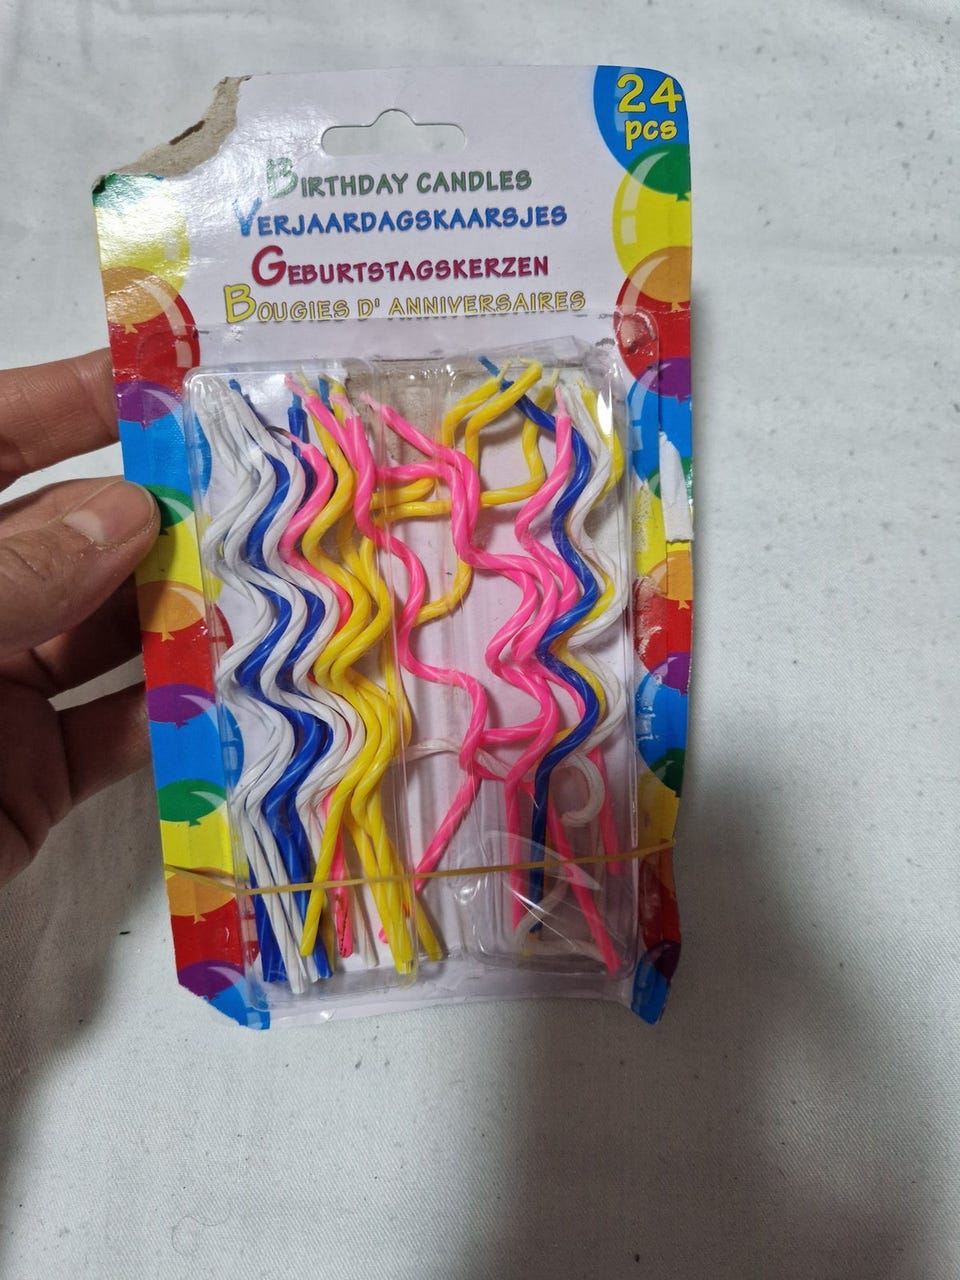 24
pcs
BIRTHDAY CANDLES
VERJAARDAGSKAARSJES
GEBURTSTAGSKERZEN
BOUGIES D' ANNIVERSAIRES